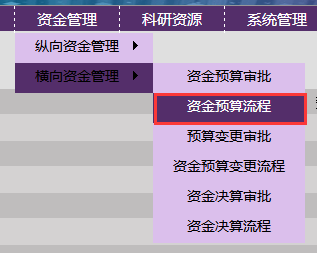 资金管理 科研资源 系统管理
纵向资金管理
横向资金管理 资金预算审批
资金预算流程
预算变更审批
资金预算变更流程
资金决算审批
资金决算流程